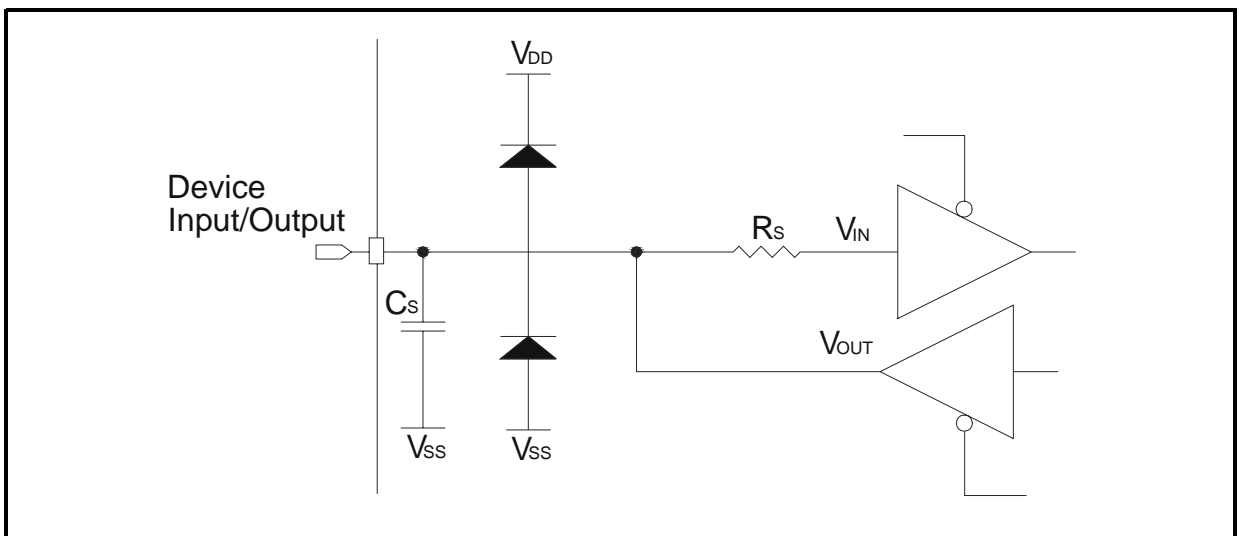 VDD
Device
Input/Output
RS
VIN
CS
VOUT
VSS
VSS